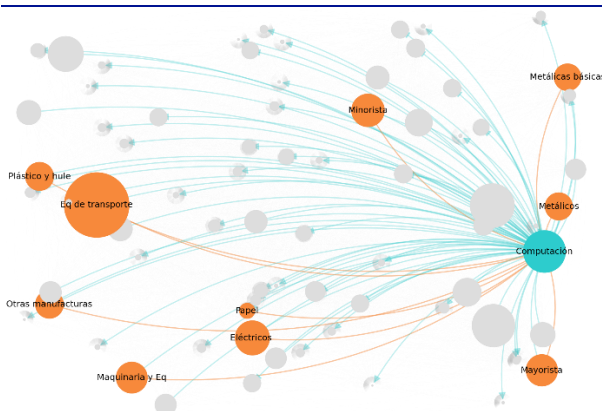 Metálicas básicas
Minorista
Plástico y hule
Eq de transporte
Metálicos
Computación
Otras manufacturas
Papel
Eléctricos
Mayorista
Maquinaria y Eq